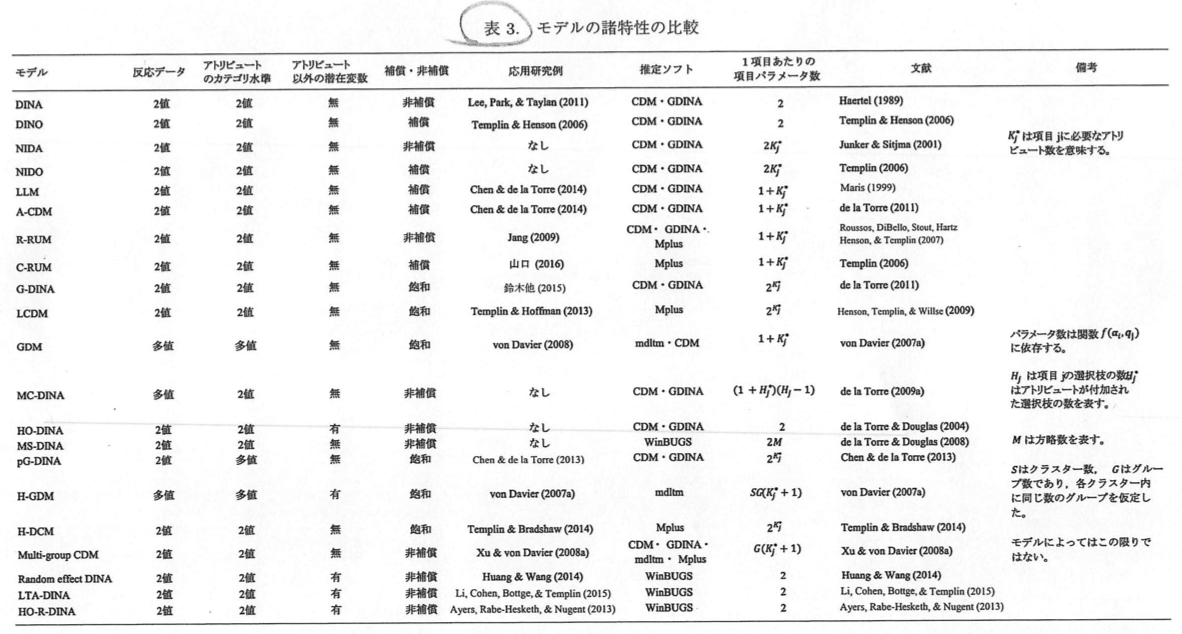 表 3. モデルの諸特性の比較
モデル 反応データ アトリビュートのカテゴリ水準 アトリビュート以外の潜在変数 補償・非補償 応用研究例 推定ソフト 1項目あたりの項目パラメータ数 文献 備考
DINA 2値 2値 無 非補償 Lee, Park, & Taylan (2011) CDM・GDINA 2 Haertel (1989)
DINO 2値 2値 無 補償 Templin & Henson (2006) CDM・GDINA 2 Templin & Henson (2006)
NIDA 2値 2値 無 非補償 なし CDM・GDINA 2K_j^* Junker & Sitjma (2001) K_j^*は項目 jに必要なアトリビュート数を意味する。
NIDO 2値 2値 無 補償 なし CDM・GDINA 2K_j^* Templin (2006)
LLM 2値 2値 無 補償 Chen & de la Torre (2014) CDM・GDINA 1+K_j^* Maris (1999)
A-CDM 2値 2値 無 補償 Chen & de la Torre (2014) CDM・GDINA 1+K_j^* de la Torre (2011)
R-RUM 2値 2値 無 非補償 Jang (2009) CDM・GDINA・Mplus 1+K_j^* Roussos, DiBello, Stout, Hartz Henson, & Templin (2007)
C-RUM 2値 2値 無 補償 山口 (2016) Mplus 1+K_j^* Templin (2006)
G-DINA 2値 2値 無 飽和 鈴木他 (2015) CDM・GDINA 2^{K_j^*} de la Torre (2011)
LCDM 2値 2値 無 飽和 Templin & Hoffman (2013) Mplus 2^{K_j^*} Henson, Templin, & Willse (2009)
GDM 多値 多値 無 飽和 von Davier (2008) mdltm・CDM 1+K_j^* von Davier (2007a) パラメータ数は関数 f(α_i, q_j) に依存する。
MC-DINA 多値 2値 無 非補償 なし CDM・GDINA (1 + H_j^*)(H_j − 1) de la Torre (2009a) H_j は項目 jの選択枝の数H_j^*はアトリビュートが付加された選択枝の数を表す。
HO-DINA 2値 2値 有 非補償 なし CDM・GDINA 2 de la Torre & Douglas (2004)
MS-DINA 2値 2値 無 非補償 なし WinBUGS 2M de la Torre & Douglas (2008) M は方略数を表す。
pG-DINA 2値 多値 無 飽和 Chen & de la Torre (2013) CDM・GDINA 2^{K_j^*} Chen & de la Torre (2013)
H-GDM 多値 多値 有 飽和 von Davier (2007a) mdltm SG(K_j^* + 1) von Davier (2007a) Sはクラスター数， Gはグループ数であり，各クラスター内に同じ数のグループを仮定した。
H-DCM 2値 2値 無 飽和 Templin & Bradshaw (2014) Mplus 2^{K_j^*} Templin & Bradshaw (2014)
Multi-group CDM 2値 2値 無 非補償 Xu & von Davier (2008a) CDM・GDINA・mdltm・Mplus G(K_j^* + 1) Xu & von Davier (2008a) モデルによってはこの限りではない。
Random effect DINA 2値 2値 有 非補償 Huang & Wang (2014) WinBUGS 2 Huang & Wang (2014)
LTA-DINA 2値 2値 有 非補償 Li, Cohen, Bottge, & Templin (2015) WinBUGS 2 Li, Cohen, Bottge, & Templin (2015)
HO-R-DINA 2値 2値 有 非補償 Ayers, Rabe-Hesketh, & Nugent (2013) WinBUGS 2 Ayers, Rabe-Hesketh, & Nugent (2013)